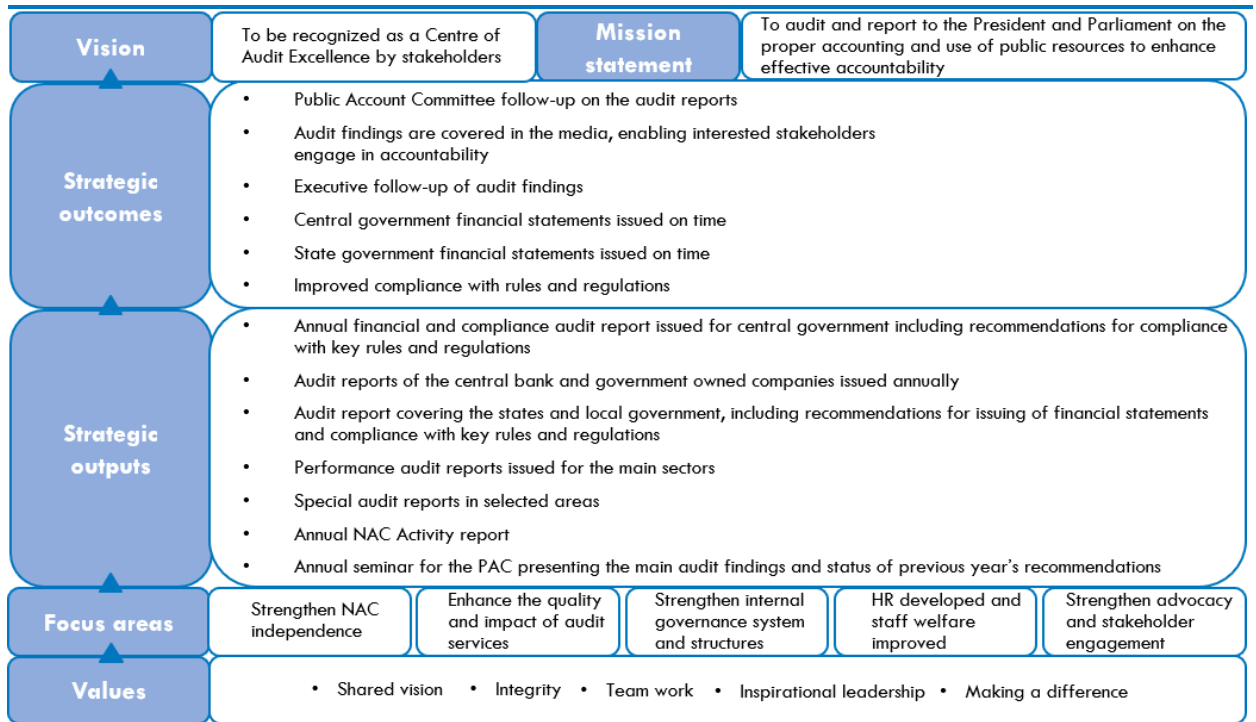 Vision
To be recognized as a Centre of
Audit Excellence by stakeholders
Mission
statement
To audit and report to the President and Parliament on the
proper accounting and use of public resources to enhance
effective accountability
Strategic
outcomes
• Public Account Committee follow-up on the audit reports
• Audit findings are covered in the media, enabling interested stakeholders
engage in accountability
• Executive follow-up of audit findings
• Central government financial statements issued on time
• State government financial statements issued on time
• Improved compliance with rules and regulations
Strategic
outputs
• Annual financial and compliance audit report issued for central government including recommendations for compliance
with key rules and regulations
• Audit reports of the central bank and government owned companies issued annually
• Audit report covering the states and local government, including recommendations for issuing of financial statements
and compliance with key rules and regulations
• Performance audit reports issued for the main sectors
• Special audit reports in selected areas
• Annual NAC Activity report
• Annual seminar for the PAC presenting the main audit findings and status of previous year's recommendations
Focus areas
Strengthen NAC
independence
Enhance the quality
and impact of audit
services
Strengthen internal
governance system
and structures
HR developed and
staff welfare
improved
Strengthen advocacy
and stakeholder
engagement
Values
• Shared vision • Integrity • Team work • Inspirational leadership • Making a difference